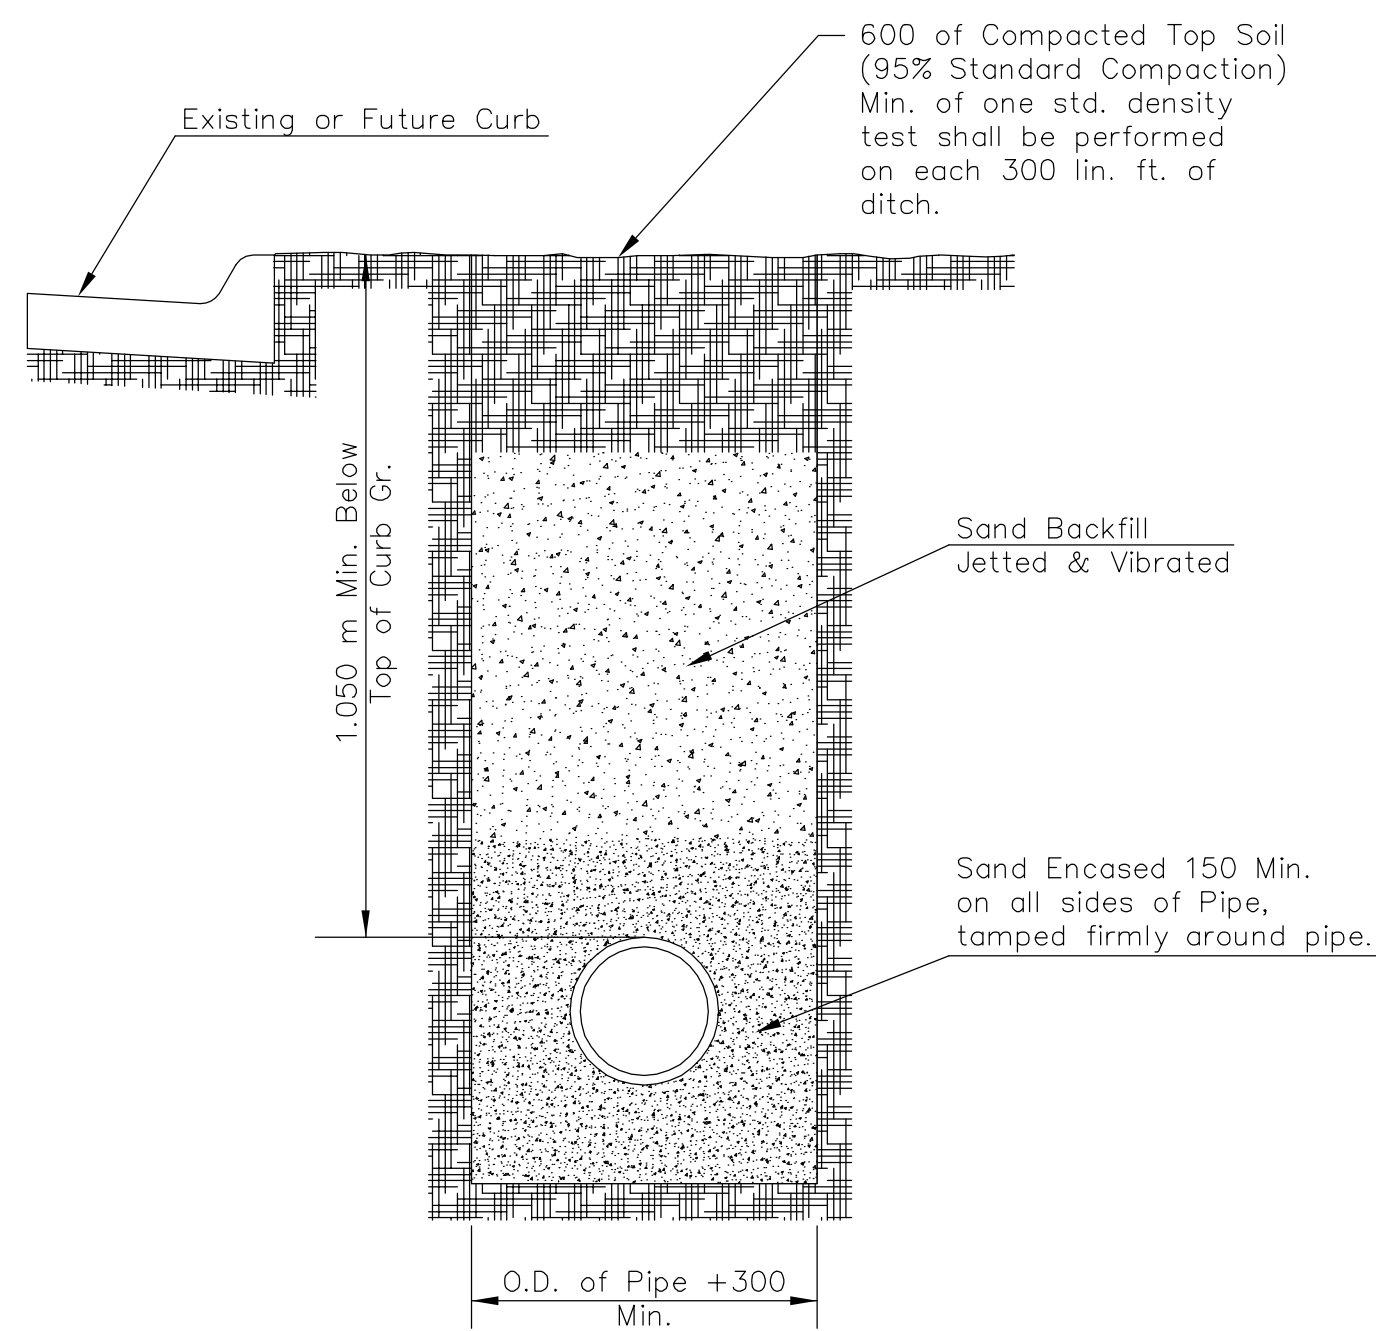 600 of Compacted Top Soil
(95% Standard Compaction)
Min. of one std. density
test shall be performed
on each 300 lin. ft. of
ditch.
Existing or Future Curb
1.050 m Min. Below
Top of Curb Gr.
Sand Backfill
Jetted & Vibrated
Sand Encased 150 Min.
on all sides of Pipe,
tamped firmly around pipe.
O.D. of Pipe +300
Min.